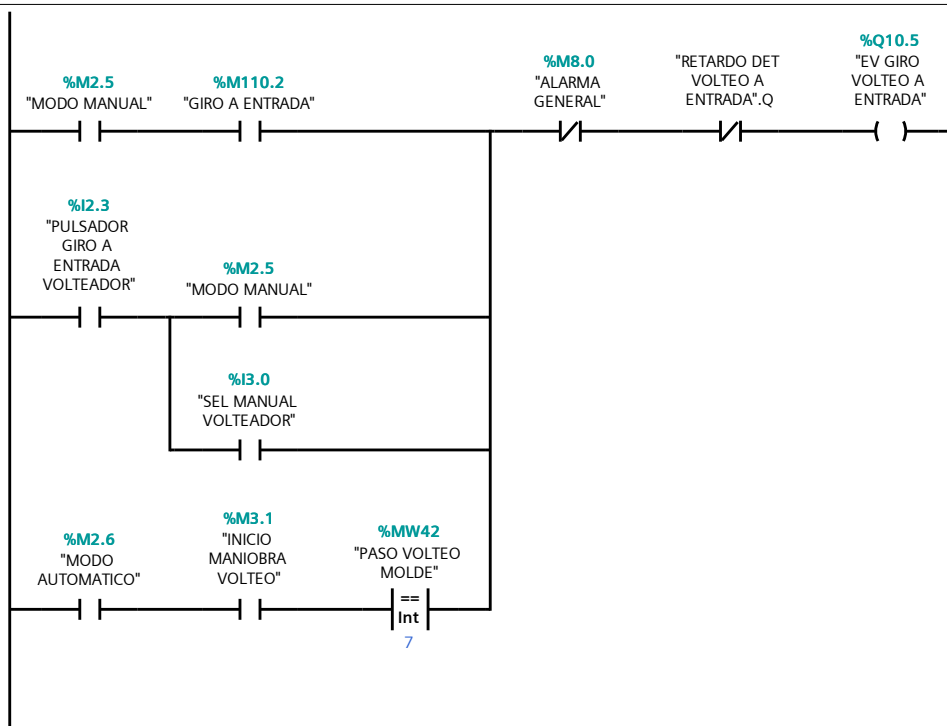 %M2.5
"MODO MANUAL"
%M110.2
"GIRO A ENTRADA"
%M8.0
"ALARMA
GENERAL"
"RETARDO DET
VOLTEO A
ENTRADA".Q
%Q10.5
"EV GIRO
VOLTEO A
ENTRADA"
%I2.3
"PULSADOR
GIRO A
ENTRADA
VOLTEADOR"
%M2.5
"MODO MANUAL"
%I3.0
"SEL MANUAL
VOLTEADOR"
%M2.6
"MODO
AUTOMATICO"
%M3.1
"INICIO
MANIOBRA
VOLTEO"
%MW42
"PASO VOLTEO
MOLDE"
==
Int
7